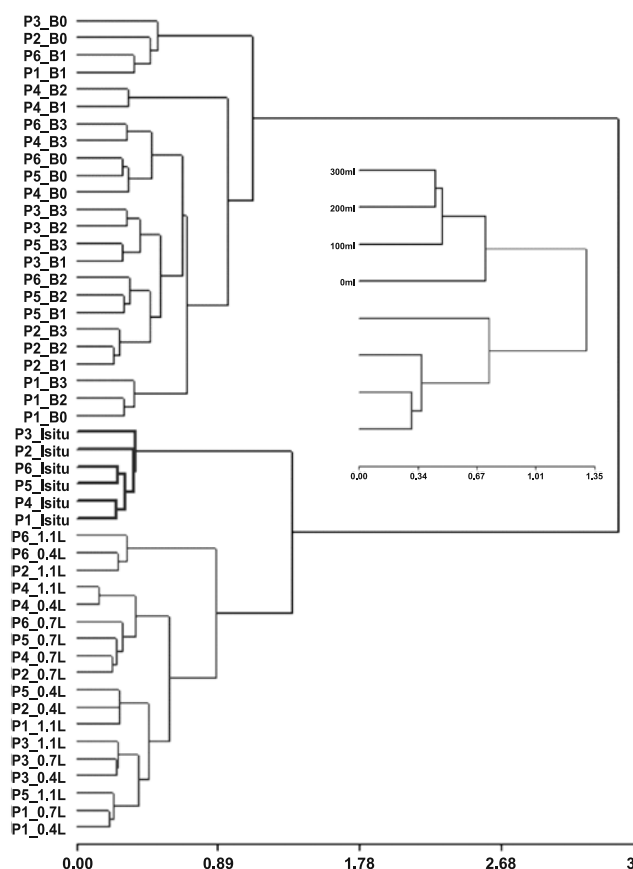 P3_B0
P2_B0
P6_B1
P1_B1
P4_B2
P4_B1
P6_B3
P4_B3
P6_B0
P5_B0
P4_B0
P3_B3
P3_B2
P5_B3
P3_B1
P6_B2
P5_B2
P5_B1
P2_B3
P2_B2
P2_B1
P1_B3
P1_B2
P1_B0
P3_Isitu
P2_Isitu
P6_Isitu
P5_Isitu
P4_Isitu
P1_Isitu
P6_1.1L
P6_0.4L
P2_1.1L
P4_1.1L
P4_0.4L
P6_0.7L
P5_0.7L
P4_0.7L
P2_0.7L
P5_0.4L
P2_0.4L
P1_1.1L
P3_1.1L
P3_0.7L
P3_0.4L
P5_1.1L
P1_0.7L
P1_0.4L
0.00 0.89 1.78 2.68 3
300ml
200ml
100ml
0ml
0.00 0.34 0.67 1.01 1.35